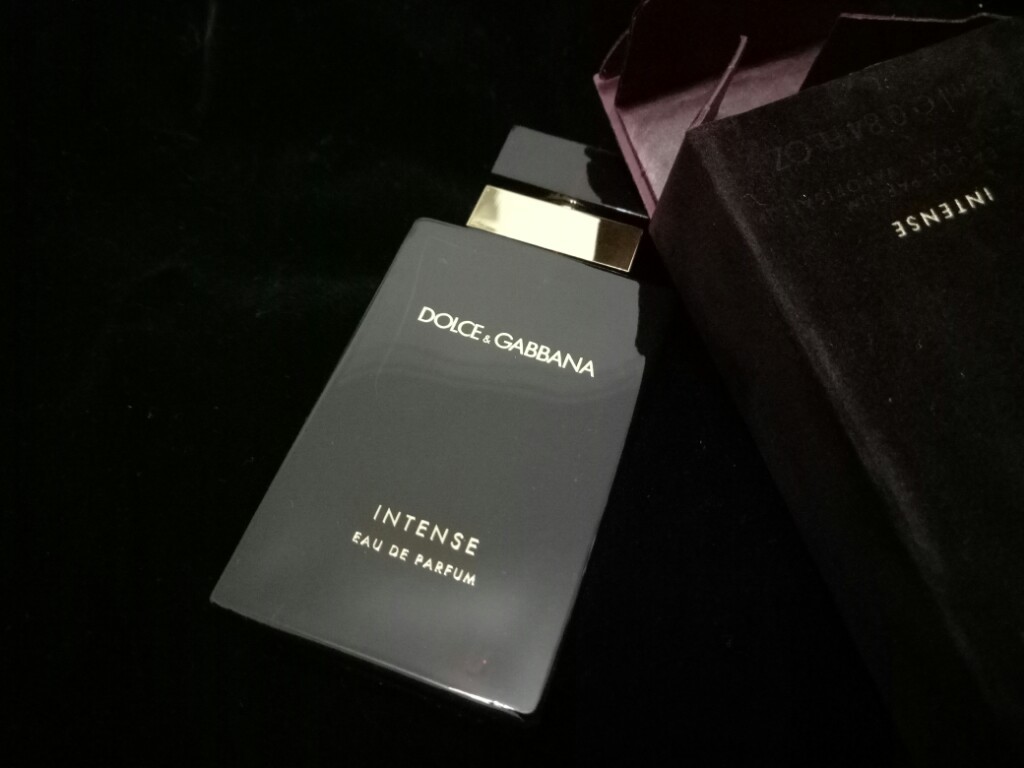 DOLCE & GABBANA
INTENSE
EAU DE PARFUM
INTENSE